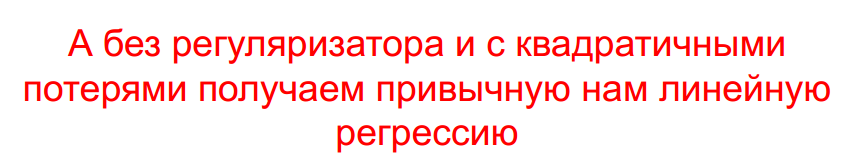 А без регуляризатора и с квадратичными
потерями получаем привычную нам линейную
регрессию